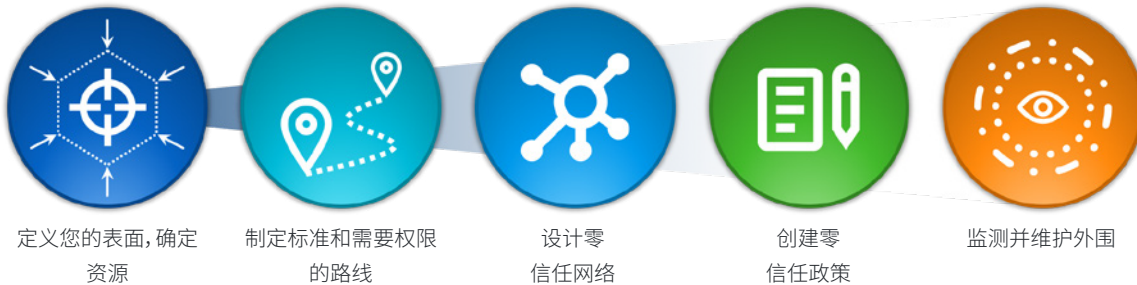 定义您的表面，确定
资源
制定标准和需要权限
的路线
设计零
信任网络
创建零
信任政策
监测并维护外围